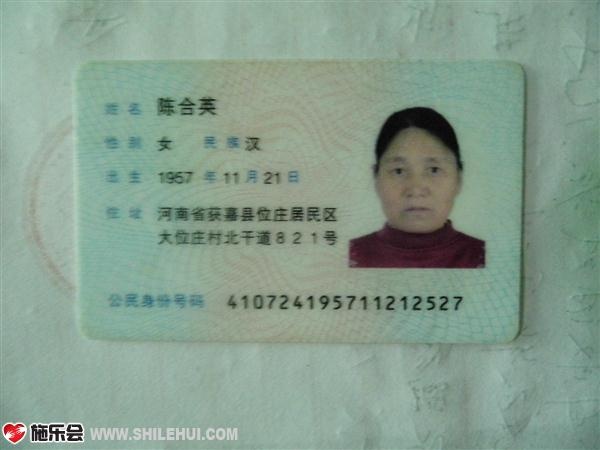 姓名 陈合英
性别 女 民族 汉
出生 1957 年 11 月 21 日
住址 河南省获嘉县位庄居民区
大位庄村北干道821号
公民身份号码 410724195711212527
施乐会 WWW.SHILEHUI.COM